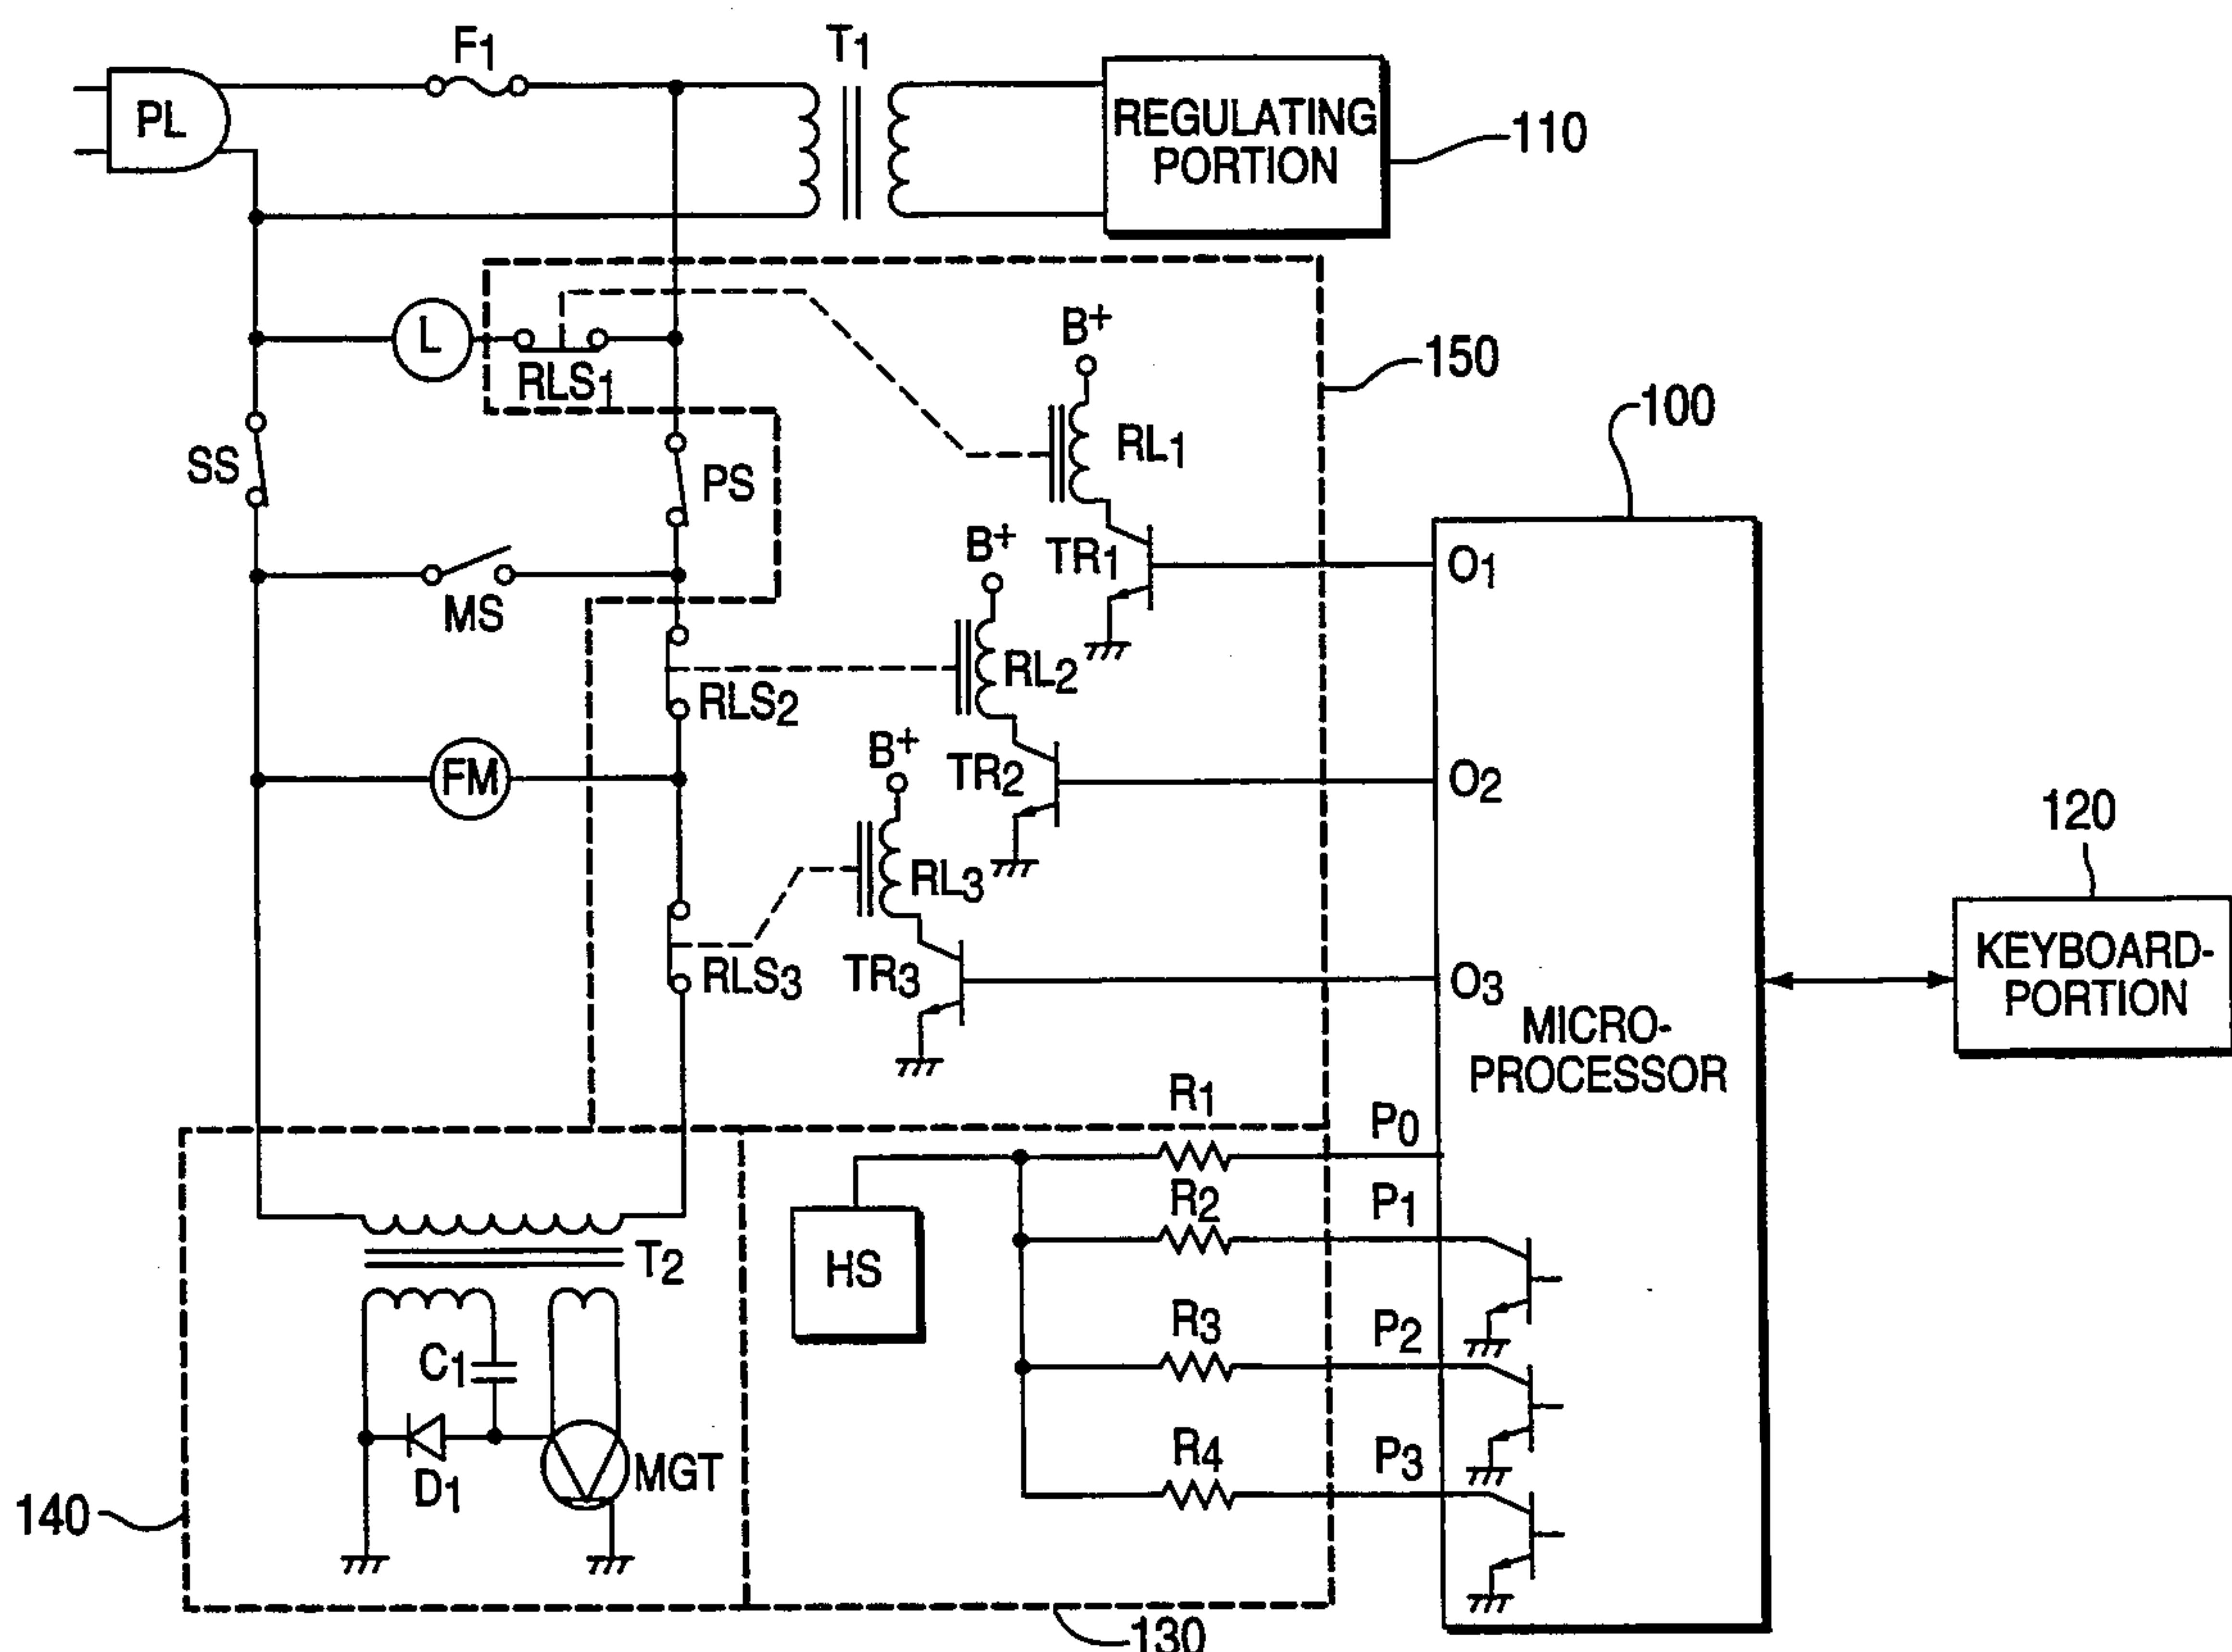 F1
T1
PL
REGULATING
PORTION
110
L
RLS1
B+
150
100
RL1
SS
PS
B+
TR1
O1
MS
RL2
RLS2
B+
TR2
O2
FM
120
RL3
KEYBOARD-
PORTION
RLS3
TR3
O3
MICRO-
PROCESSOR
R1
P0
R2
P1
HS
T2
R3
P2
C1
R4
P3
D1
MGT
140
130